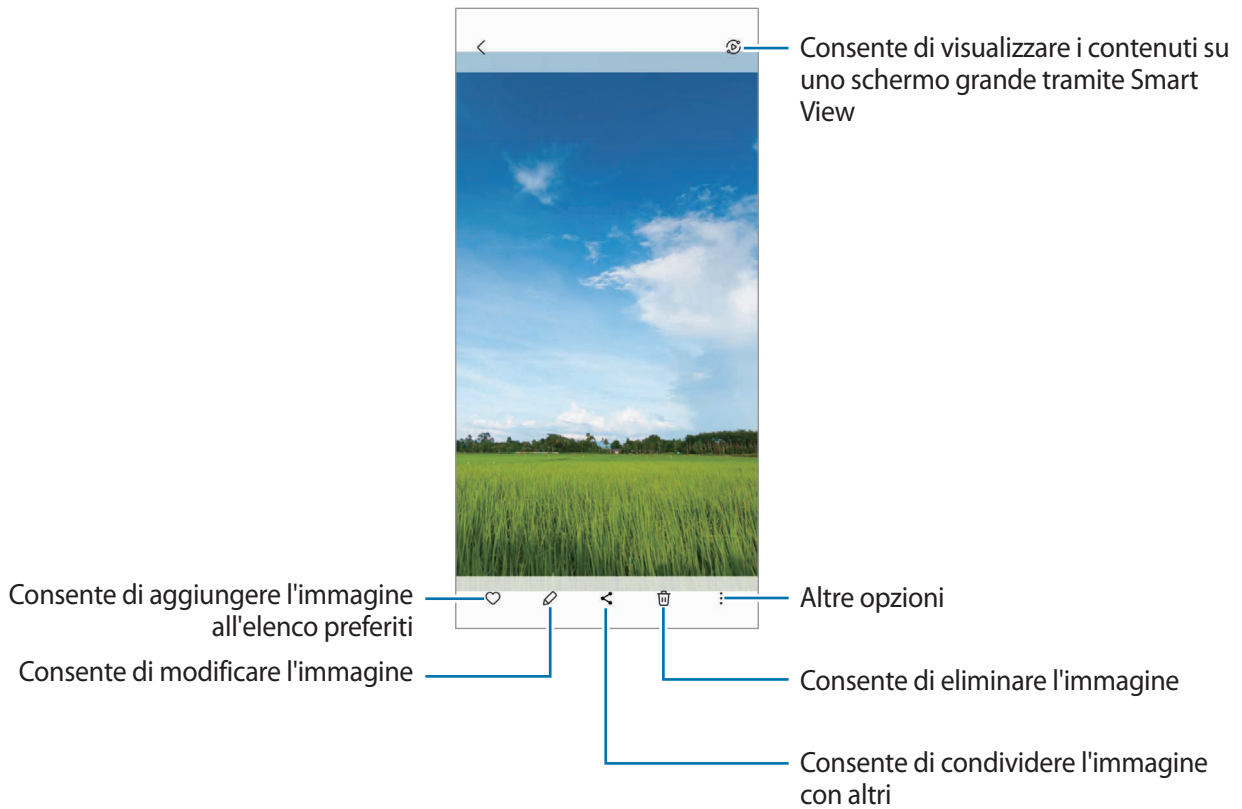 Consente di visualizzare i contenuti su
uno schermo grande tramite Smart
View
Consente di aggiungere l'immagine
all'elenco preferiti
Consente di modificare l'immagine
Altre opzioni
Consente di eliminare l'immagine
Consente di condividere l'immagine
con altri